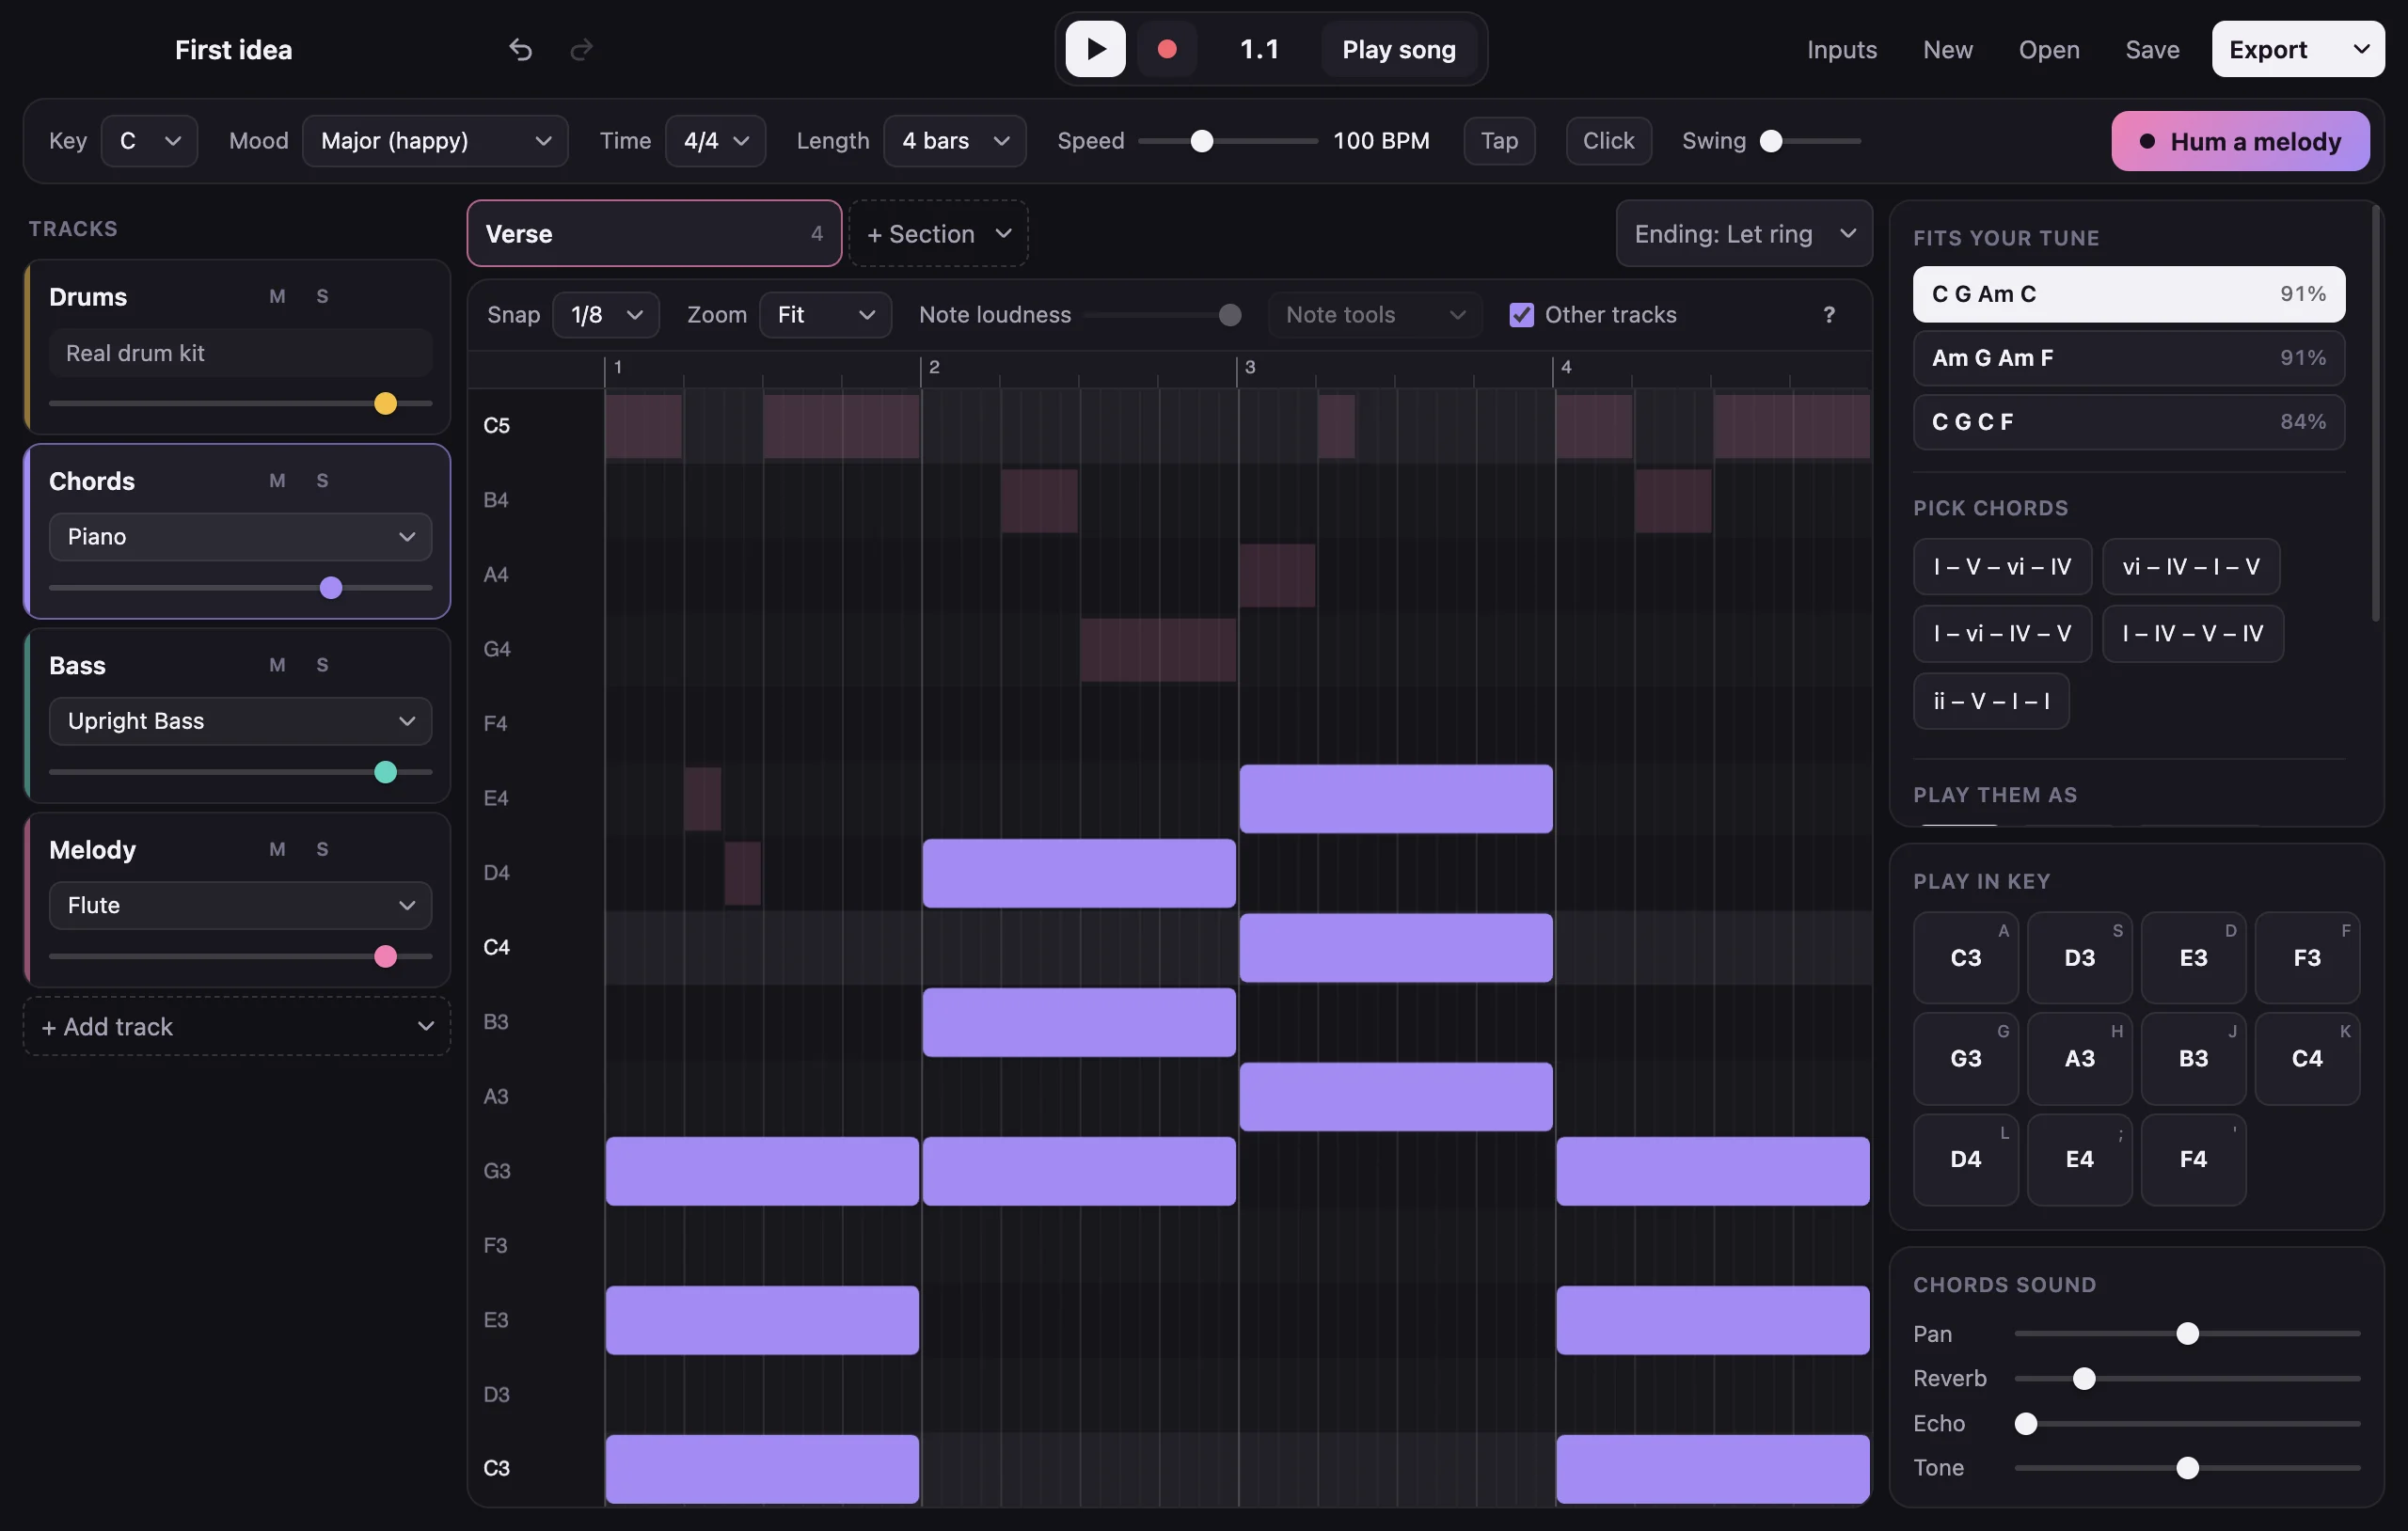 First idea
1.1
Play song
Inputs
New
Open
Save
Export
Key
C
Mood
Major (happy)
Time
4/4
Length
4 bars
Speed
100 BPM
Tap
Click
Swing
Hum a melody
TRACKS
Drums
M
S
Real drum kit
Chords
M
S
Piano
Bass
M
S
Upright Bass
Melody
M
S
Flute
+ Add track
Verse
4
+ Section
Ending: Let ring
Snap
1/8
Zoom
Fit
Note loudness
Note tools
Other tracks
?
1
2
3
4
C5
B4
A4
G4
F4
E4
D4
C4
B3
A3
G3
F3
E3
D3
C3
FITS YOUR TUNE
C G Am C
91%
Am G Am F
91%
C G C F
84%
PICK CHORDS
I – V – vi – IV
vi – IV – I – V
I – vi – IV – V
I – IV – V – IV
ii – V – I – I
PLAY THEM AS
PLAY IN KEY
A
C3
S
D3
D
E3
F
F3
G
G3
H
A3
J
B3
K
C4
L
D4
;
E4
'
F4
CHORDS SOUND
Pan
Reverb
Echo
Tone